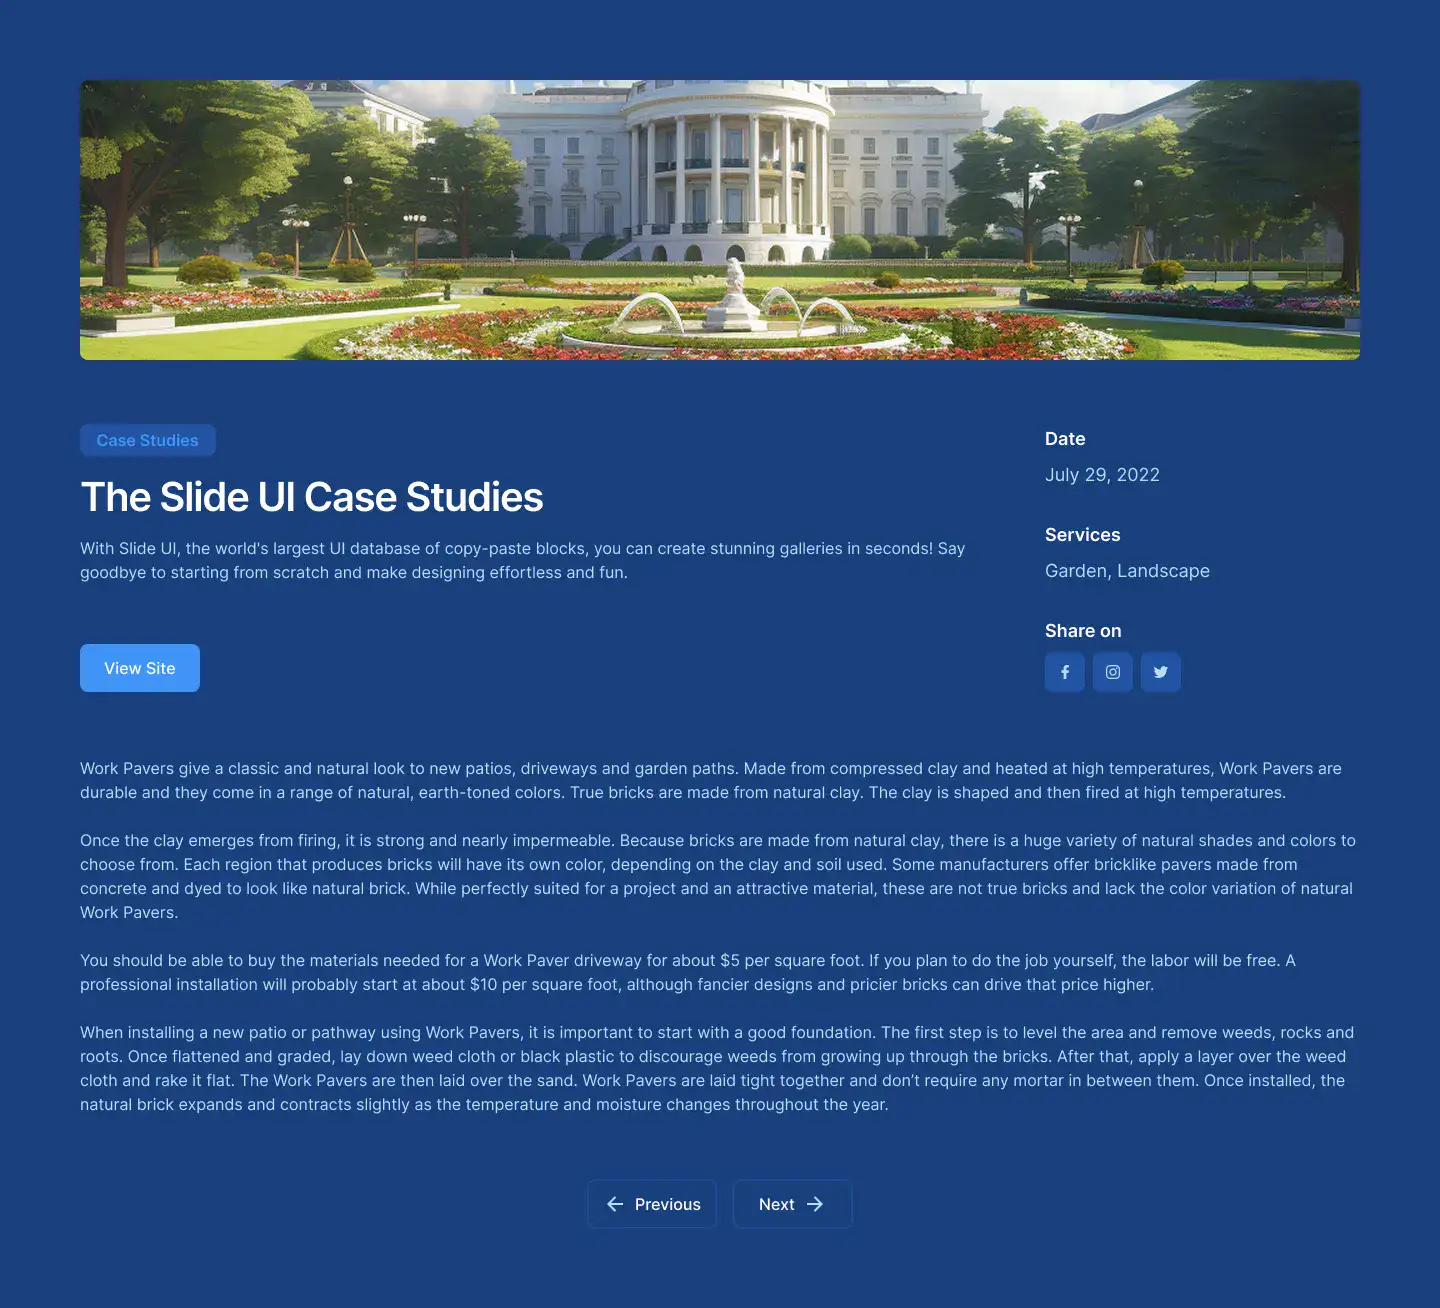 Case Studies
The Slide UI Case Studies
With Slide UI, the world's largest UI database of copy-paste blocks, you can create stunning galleries in seconds! Say
goodbye to starting from scratch and make designing effortless and fun.
View Site
Date
July 29, 2022
Services
Garden, Landscape
Share on
Work Pavers give a classic and natural look to new patios, driveways and garden paths. Made from compressed clay and heated at high temperatures, Work Pavers are
durable and they come in a range of natural, earth-toned colors. True bricks are made from natural clay. The clay is shaped and then fired at high temperatures.
Once the clay emerges from firing, it is strong and nearly impermeable. Because bricks are made from natural clay, there is a huge variety of natural shades and colors to
choose from. Each region that produces bricks will have its own color, depending on the clay and soil used. Some manufacturers offer bricklike pavers made from
concrete and dyed to look like natural brick. While perfectly suited for a project and an attractive material, these are not true bricks and lack the color variation of natural
Work Pavers.
You should be able to buy the materials needed for a Work Paver driveway for about $5 per square foot. If you plan to do the job yourself, the labor will be free. A
professional installation will probably start at about $10 per square foot, although fancier designs and pricier bricks can drive that price higher.
When installing a new patio or pathway using Work Pavers, it is important to start with a good foundation. The first step is to level the area and remove weeds, rocks and
roots. Once flattened and graded, lay down weed cloth or black plastic to discourage weeds from growing up through the bricks. After that, apply a layer over the weed
cloth and rake it flat. The Work Pavers are then laid over the sand. Work Pavers are laid tight together and don’t require any mortar in between them. Once installed, the
natural brick expands and contracts slightly as the temperature and moisture changes throughout the year.
Previous
Next